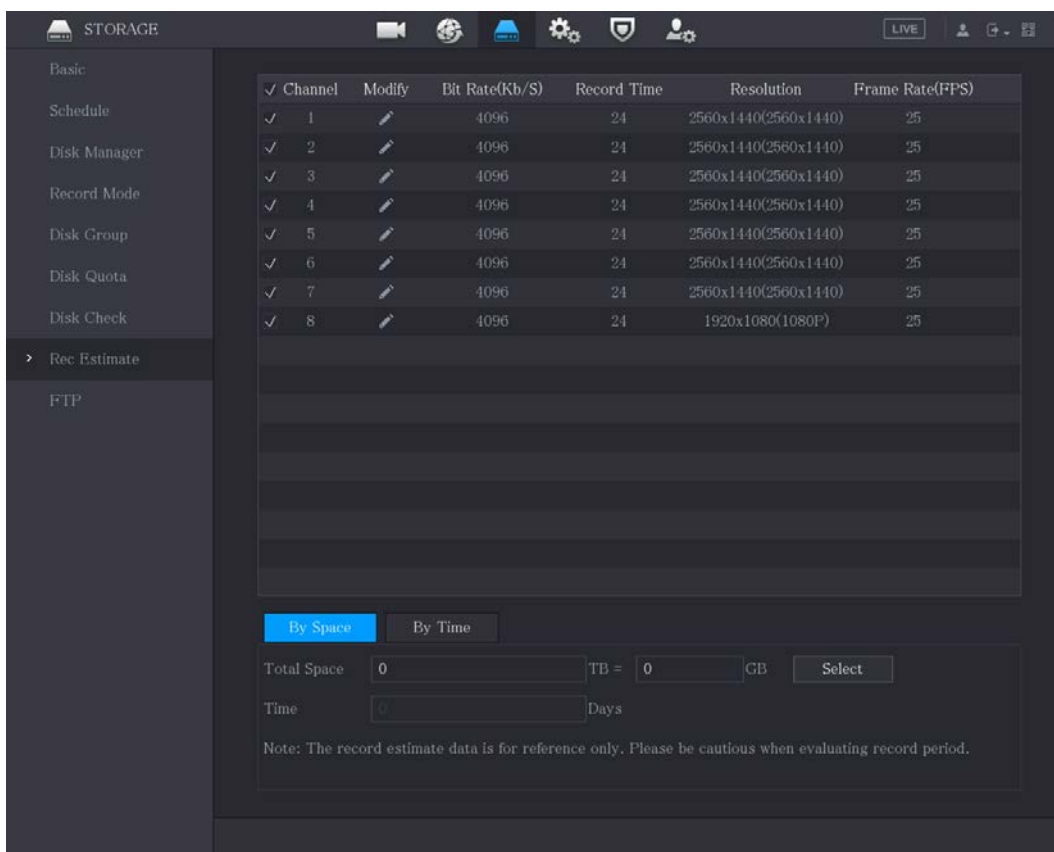 STORAGE LIVE
Basic
Schedule
Disk Manager
Record Mode
Disk Group
Disk Quota
Disk Check
Rec Estimate
FTP
Channel Modify Bit Rate(Kb/S) Record Time Resolution Frame Rate(FPS)
1 4096 24 2560x1440(2560x1440) 25
2 4096 24 2560x1440(2560x1440) 25
3 4096 24 2560x1440(2560x1440) 25
4 4096 24 2560x1440(2560x1440) 25
5 4096 24 2560x1440(2560x1440) 25
6 4096 24 2560x1440(2560x1440) 25
7 4096 24 2560x1440(2560x1440) 25
8 4096 24 1920x1080(1080P) 25
By Space By Time
Total Space 0 TB = 0 GB Select
Time 0 Days
Note: The record estimate data is for reference only. Please be cautious when evaluating record period.